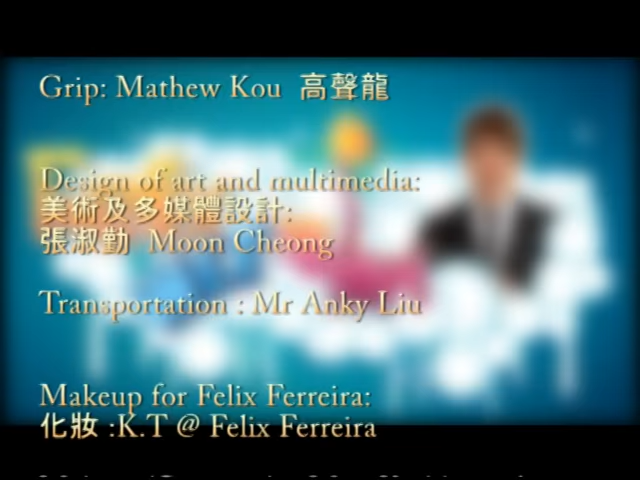 Grip: Mathew Kou 高聲龍
Design of art and multimedia:
美術及多媒體設計:
張淑勤 Moon Cheong
Transportation : Mr Anky Liu
Makeup for Felix Ferreira:
化妝 :K.T @ Felix Ferreira